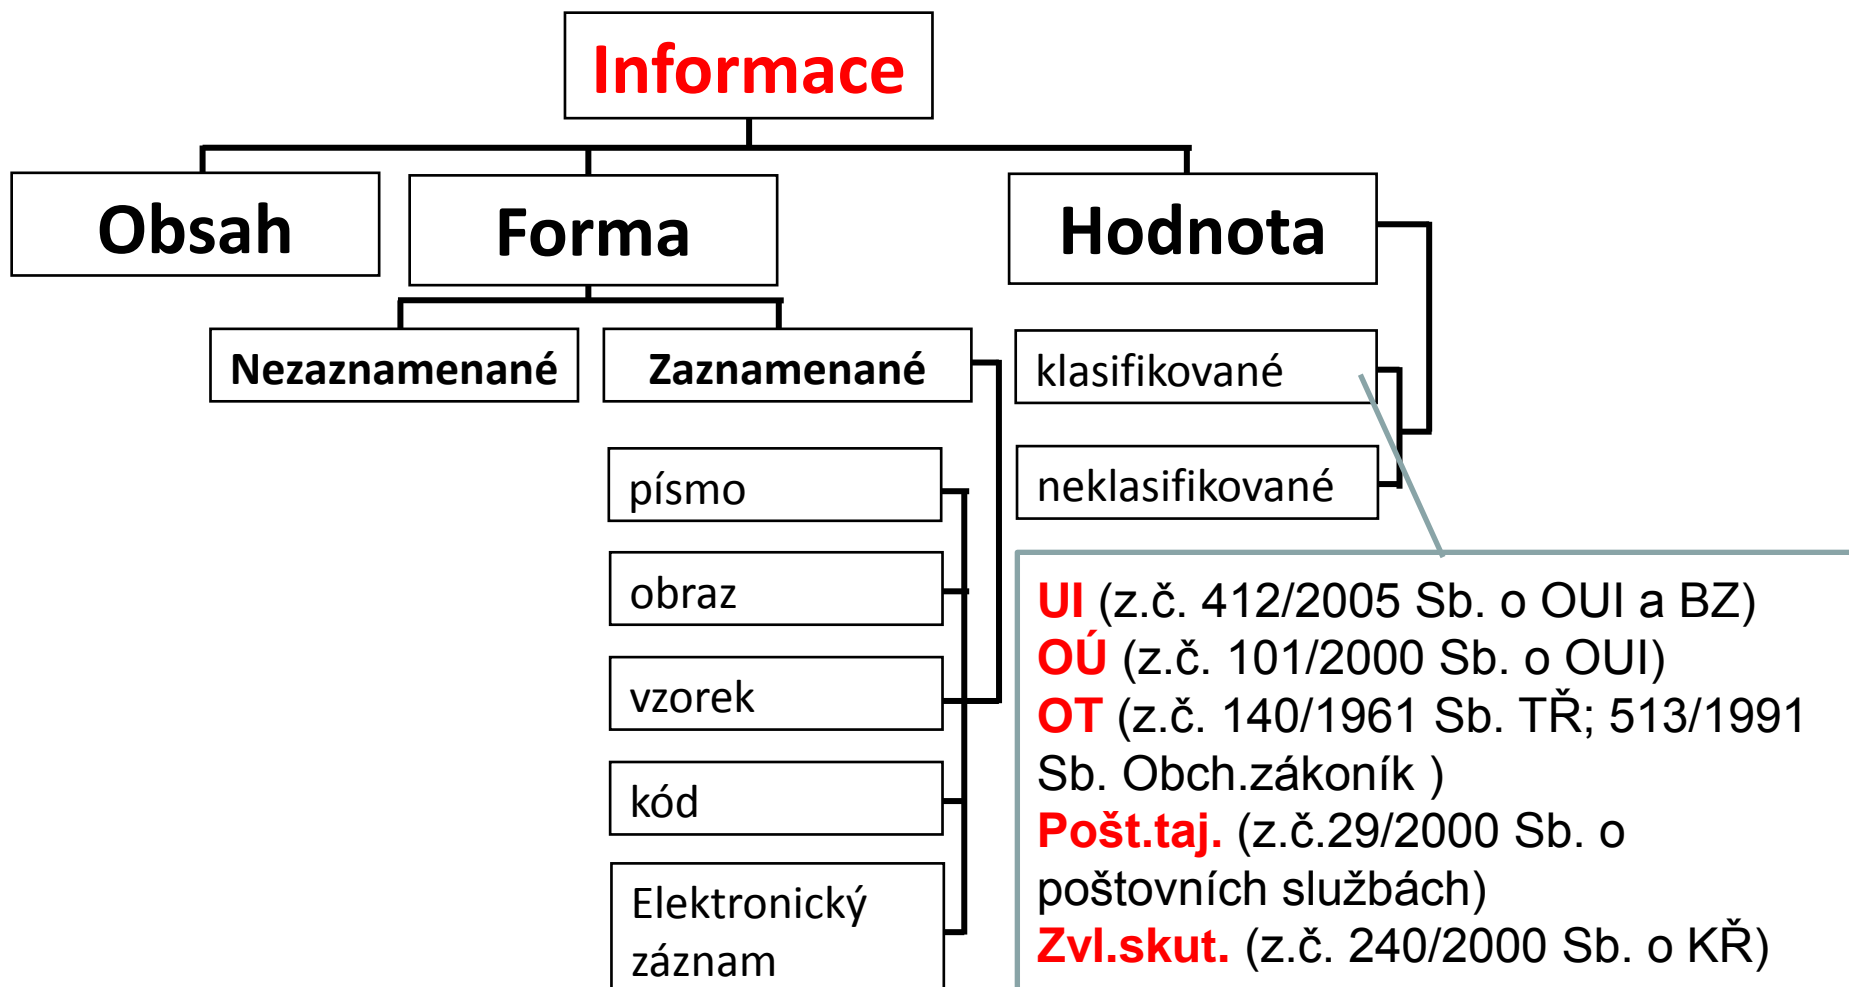 Informace
Obsah
Forma
Hodnota
Nezaznamenané
Zaznamenané
klasifikované
neklasifikované
písmo
obraz
vzorek
kód
Elektronický
záznam
UI (z.č. 412/2005 Sb. o OUI a BZ)
OÚ (z.č. 101/2000 Sb. o OUI)
OT (z.č. 140/1961 Sb. TŘ; 513/1991
Sb. Obch.zákoník )
Pošt.taj. (z.č.29/2000 Sb. o
poštovních službách)
Zvl.skut. (z.č. 240/2000 Sb. o KŘ)